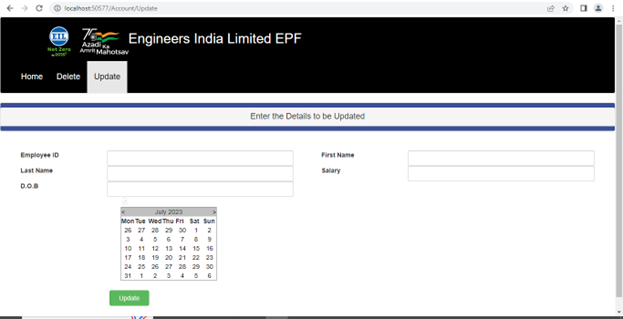 localhost:50577/Account/Update
EIL
Net Zero
75
Azadi Ka
Amrit Mahotsav
Engineers India Limited EPF
Home Delete Update
Enter the Details to be Updated
Employee ID First Name
Last Name Salary
D.O.B
< July 2023 >
Mon Tue Wed Thu Fri Sat Sun
26 27 28 29 30 1 2
3 4 5 6 7 8 9
10 11 12 13 14 15 16
17 18 19 20 21 22 23
24 25 26 27 28 29 30
31 1 2 3 4 5 6
Update